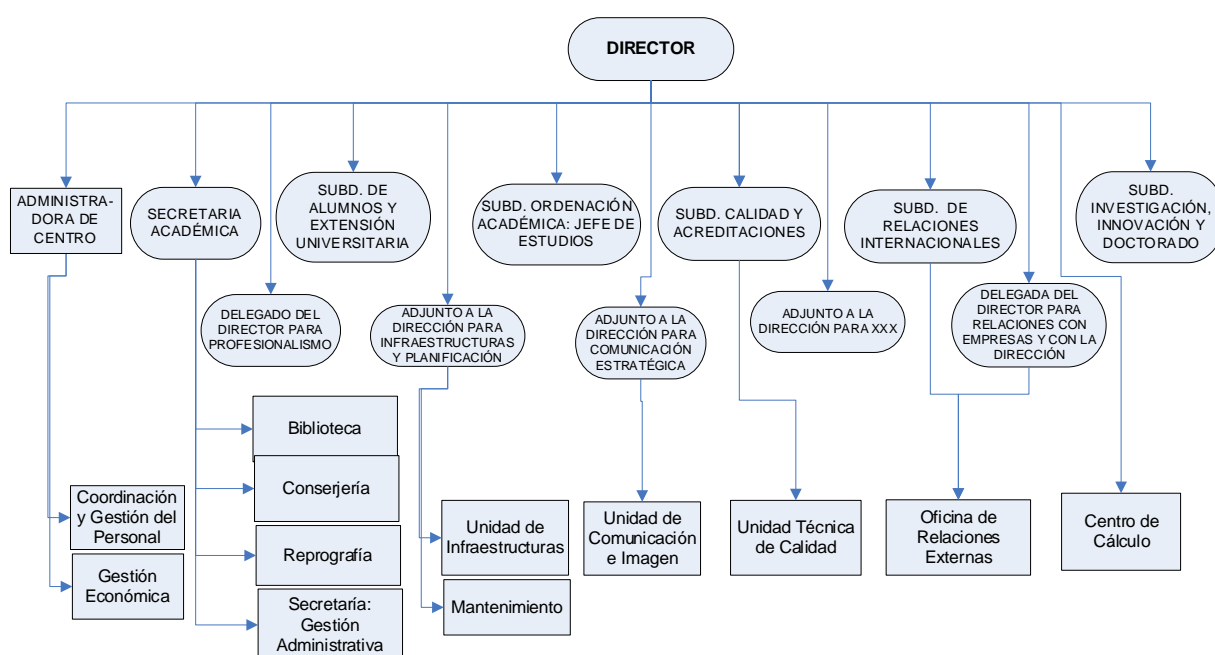 DIRECTOR
ADMINISTRA-
DORA DE
CENTRO
SECRETARIA
ACADÉMICA
SUBD. DE
ALUMNOS Y
EXTENSIÓN
UNIVERSITARIA
SUBD. ORDENACIÓN
ACADÉMICA: JEFE DE
ESTUDIOS
SUBD. CALIDAD Y
ACREDITACIONES
SUBD. DE
RELACIONES
INTERNACIONALES
SUBD.
INVESTIGACIÓN,
INNOVACIÓN Y
DOCTORADO
DELEGADO DEL
DIRECTOR PARA
PROFESIONALISMO
ADJUNTO A LA
DIRECCIÓN PARA
INFRAESTRUCTURAS
Y PLANIFICACIÓN
ADJUNTO A LA
DIRECCIÓN PARA
COMUNICACIÓN
ESTRATÉGICA
ADJUNTO A LA
DIRECCIÓN PARA XXX
DELEGADA DEL
DIRECTOR PARA
RELACIONES CON
EMPRESAS Y CON LA
DIRECCIÓN
Biblioteca
Conserjería
Reprografía
Secretaría:
Gestión
Administrativa
Coordinación
y Gestión del
Personal
Gestión
Económica
Unidad de
Infraestructuras
Mantenimiento
Unidad de
Comunicación
e Imagen
Unidad Técnica
de Calidad
Oficina de
Relaciones
Externas
Centro de
Cálculo